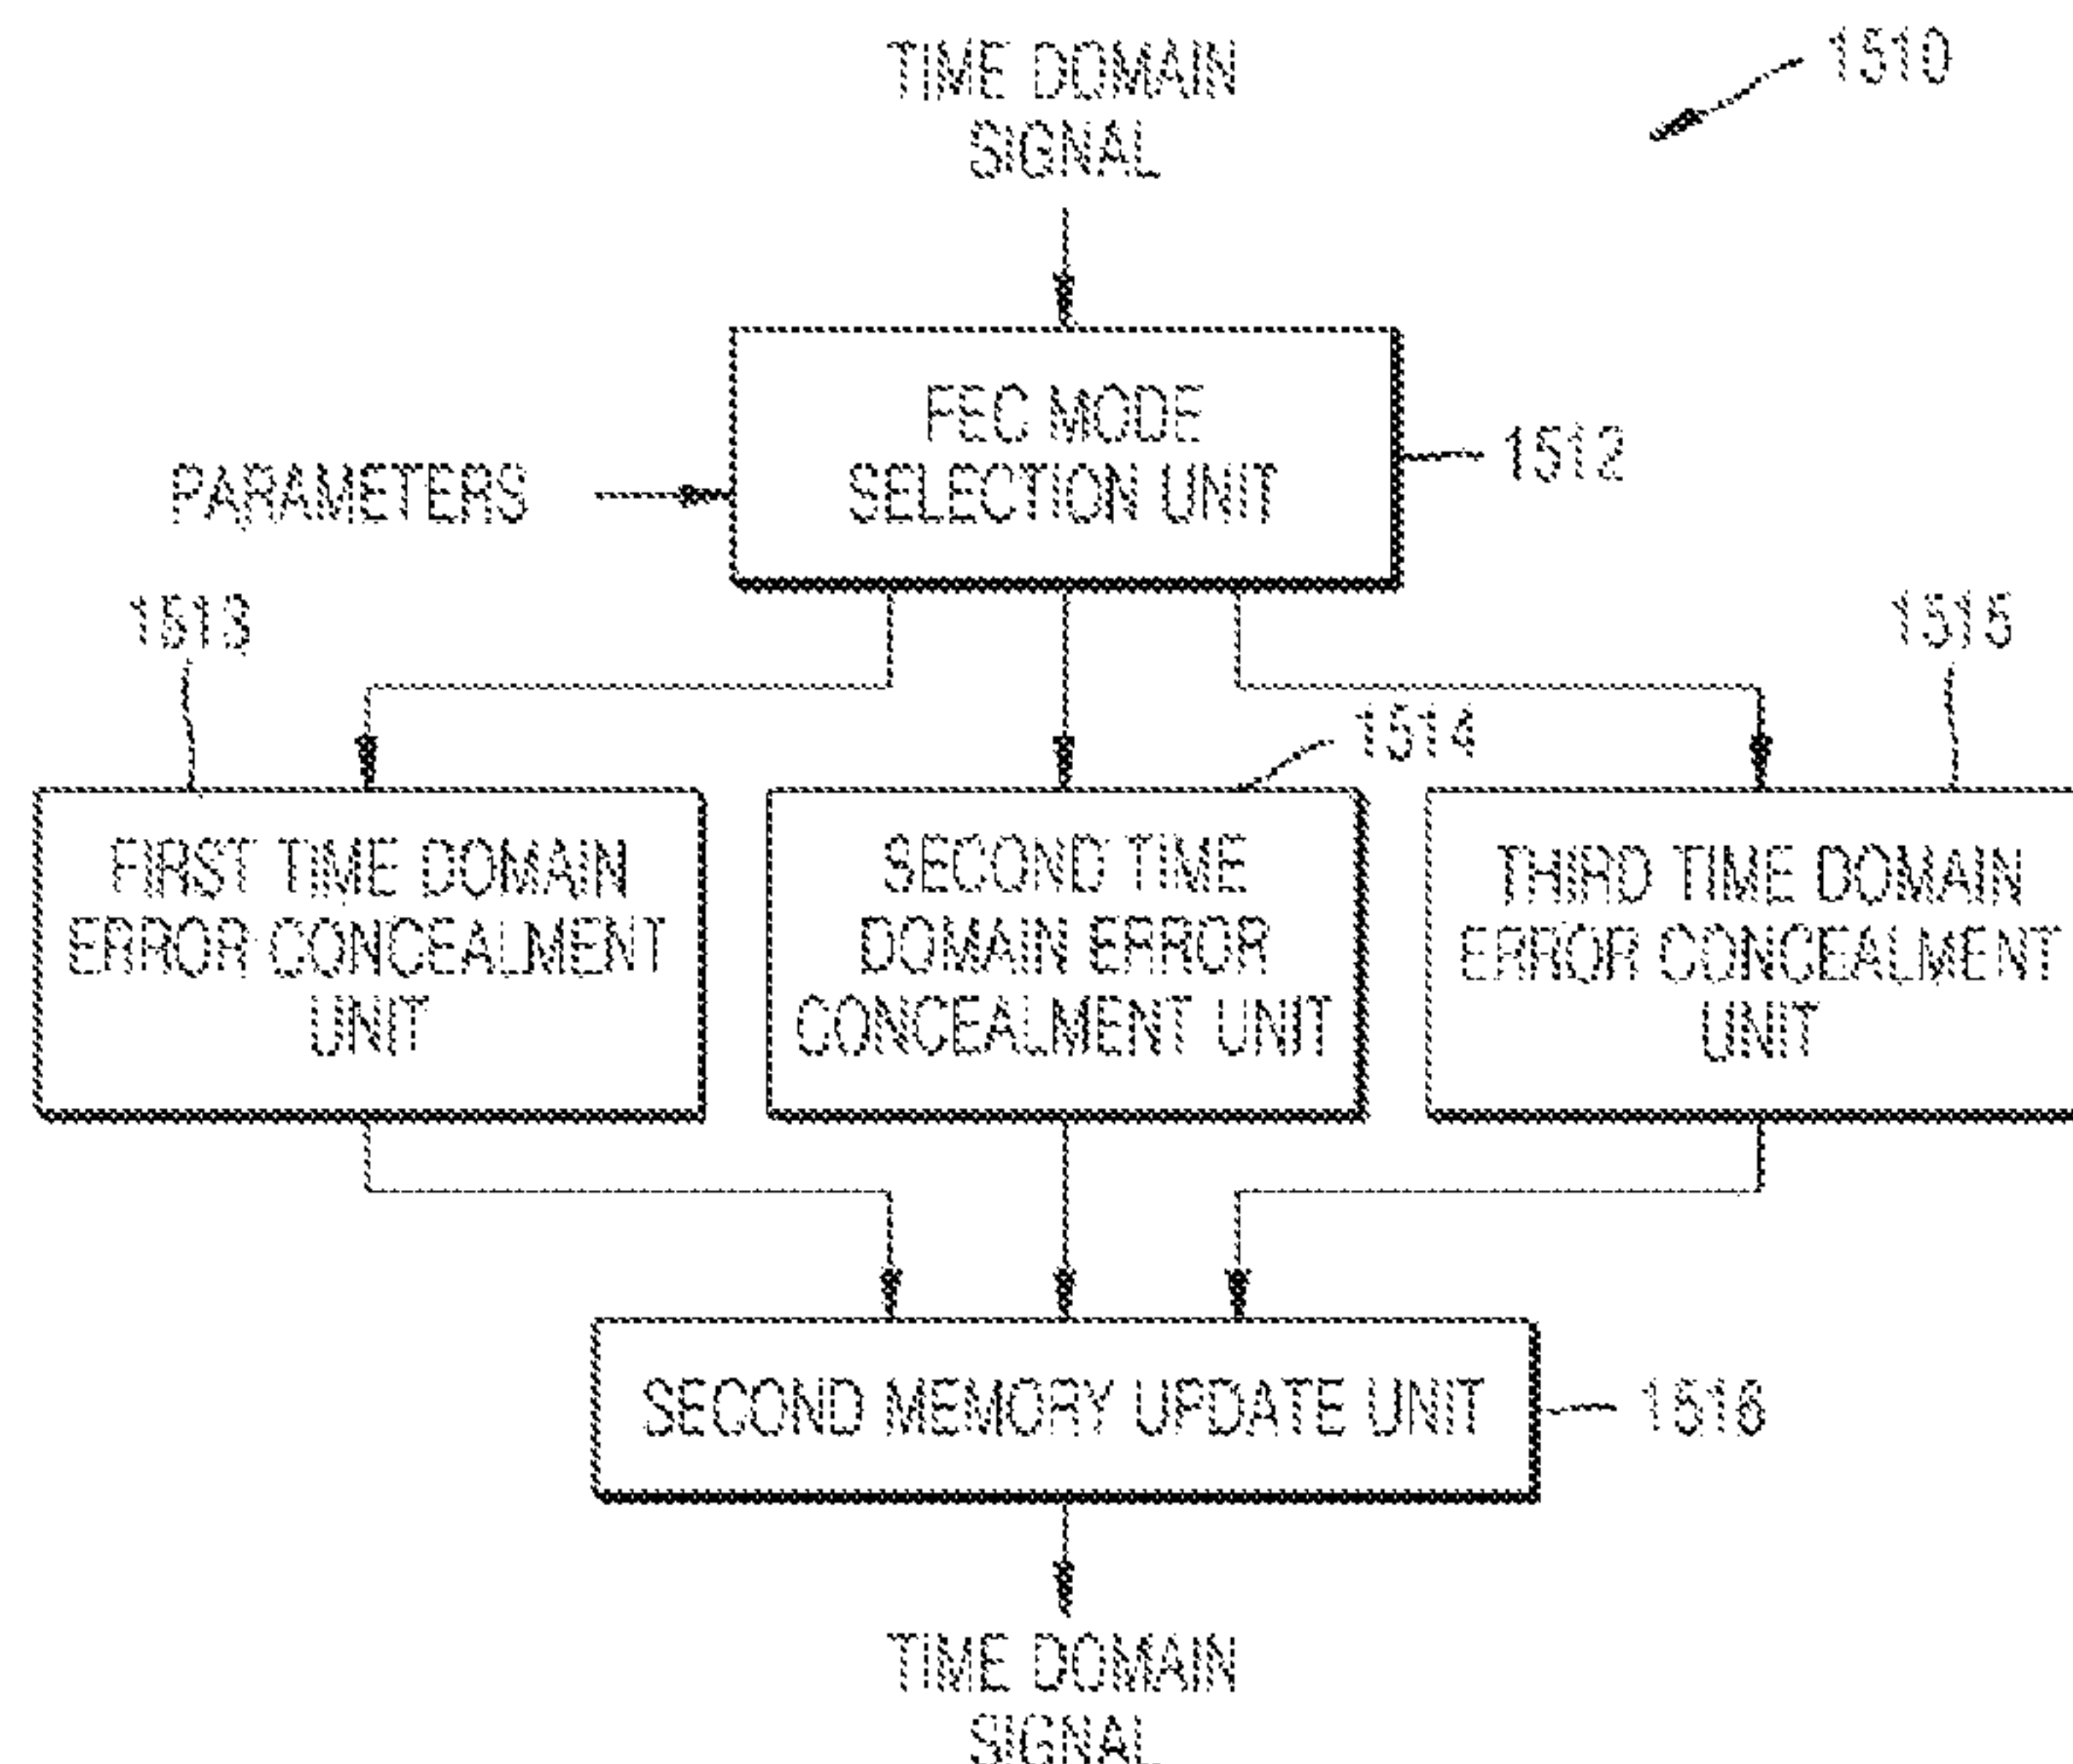 TIME DOMAIN
SIGNAL
1510
FEC MODE
SELECTION UNIT
1512
PARAMETERS
1513
1515
1514
FIRST TIME DOMAIN
ERROR CONCEALMENT
UNIT
SECOND TIME
DOMAIN ERROR
CONCEALMENT UNIT
THIRD TIME DOMAIN
ERROR CONCEALMENT
UNIT
SECOND MEMORY UPDATE UNIT
1516
TIME DOMAIN
SIGNAL